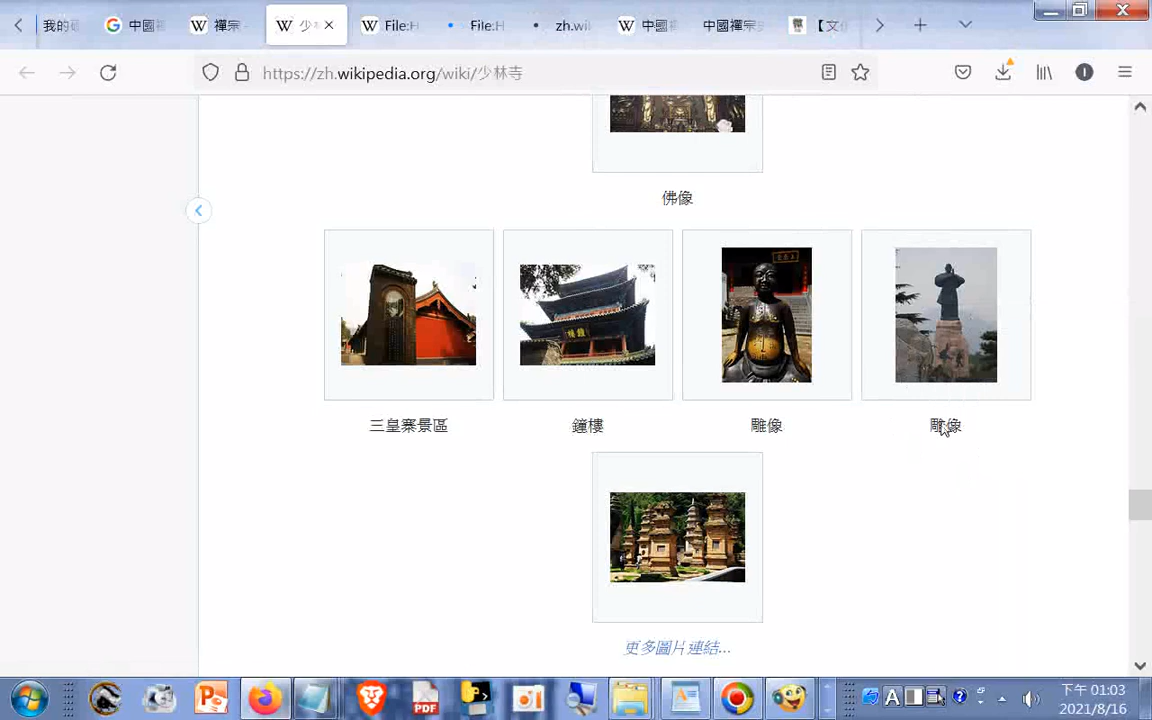 我的
中國
禪宗
少
File:H
File:H
zh.wil
中國
中國禪宗
【文
https://zh.wikipedia.org/wiki/少林寺
佛像
三皇寨景區
鐘樓
雕像
雕像
更多圖片連結...
PDF
A
下午 01:03
2021/8/16